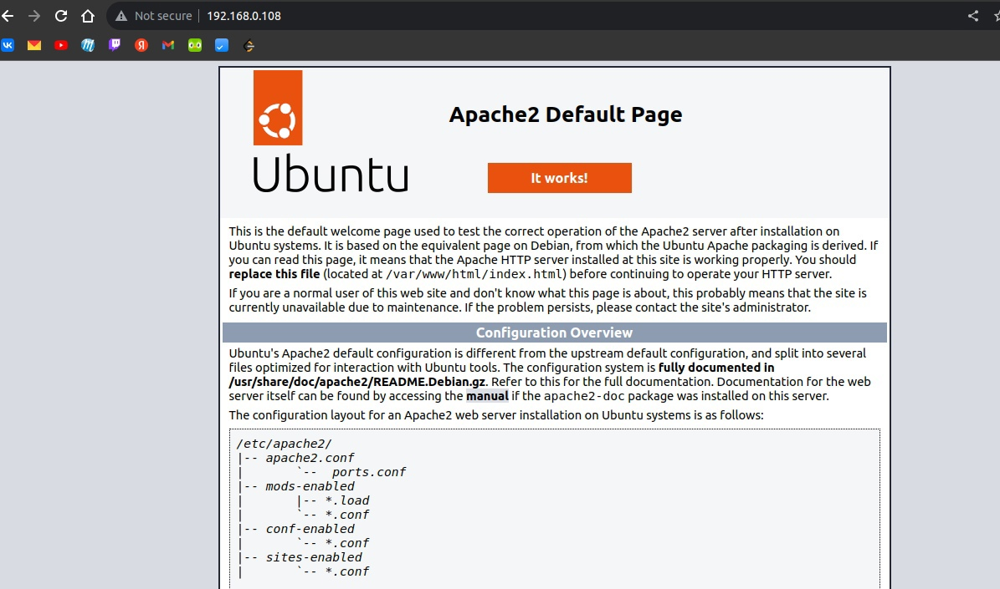 Not secure | 192.168.0.108
Ubuntu
Apache2 Default Page
It works!
This is the default welcome page used to test the correct operation of the Apache2 server after installation on
Ubuntu systems. It is based on the equivalent page on Debian, from which the Ubuntu Apache packaging is derived. If
you can read this page, it means that the Apache HTTP server installed at this site is working properly. You should
replace this file (located at /var/www/html/index.html) before continuing to operate your HTTP server.
If you are a normal user of this web site and don't know what this page is about, this probably means that the site is
currently unavailable due to maintenance. If the problem persists, please contact the site's administrator.
Configuration Overview
Ubuntu's Apache2 default configuration is different from the upstream default configuration, and split into several
files optimized for interaction with Ubuntu tools. The configuration system is fully documented in
/usr/share/doc/apache2/README.Debian.gz. Refer to this for the full documentation. Documentation for the web
server itself can be found by accessing the manual if the apache2-doc package was installed on this server.
The configuration layout for an Apache2 web server installation on Ubuntu systems is as follows:
/etc/apache2/
|-- apache2.conf
|       `--  ports.conf
|-- mods-enabled
|       |-- *.load
|       `-- *.conf
|-- conf-enabled
|       `-- *.conf
|-- sites-enabled
|       `-- *.conf